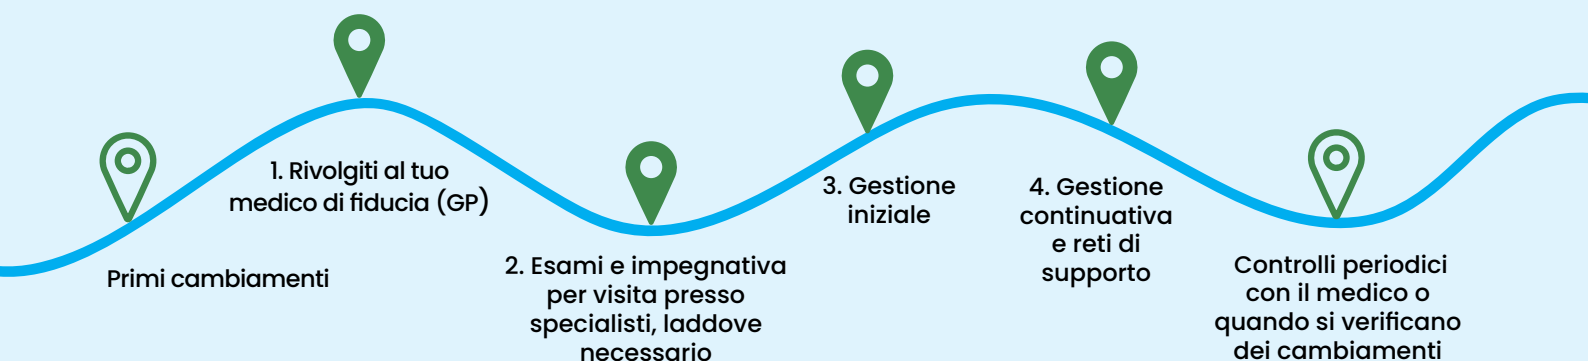 Primi cambiamenti
1. Rivolgiti al tuo
medico di fiducia (GP)
2. Esami e impegnativa
per visita presso
specialisti, laddove
necessario
3. Gestione
iniziale
4. Gestione
continuativa
e reti di
supporto
Controlli periodici
con il medico o
quando si verificano
dei cambiamenti